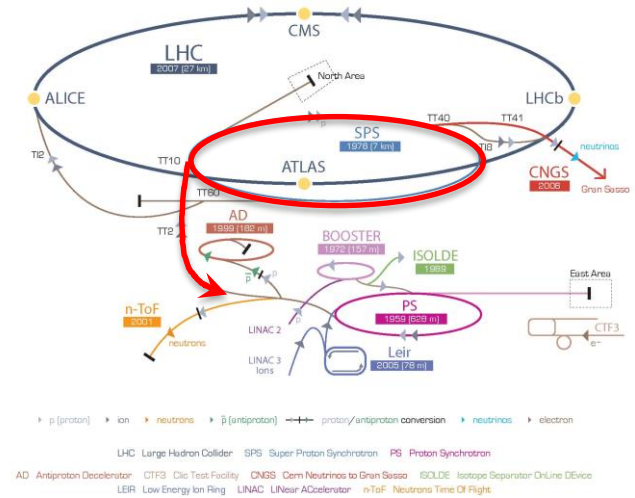 CMS
LHC
2007 (27 km)
North Area
ALICE
LHCb
p
TT40
TT41
SPS
1976 (7 km)
TI8
TT10
ATLAS
neutrinos
CNGS
2006
Gran Sasso
TI2
TT60
AD
1999 (182 m)
TT2
BOOSTER
1972 (157 m)
ISOLDE
1989
p̄
p
East Area
n-ToF
2001
PS
1959 (628 m)
p
LINAC 2
neutrons
CTF3
e-
LINAC 3
Ions
Leir
2005 (78 m)
p (proton) ion neutrons p̄ (antiproton) proton/antiproton conversion neutrinos electron
LHC Large Hadron Collider SPS Super Proton Synchrotron PS Proton Synchrotron
AD Antiproton Decelerator CTF3 Clic Test Facility CNGS Cern Neutrinos to Gran Sasso ISOLDE Isotope Separator OnLine DEvice
LEIR Low Energy Ion Ring LINAC LINear ACcelerator n-ToF Neutrons Time Of Flight